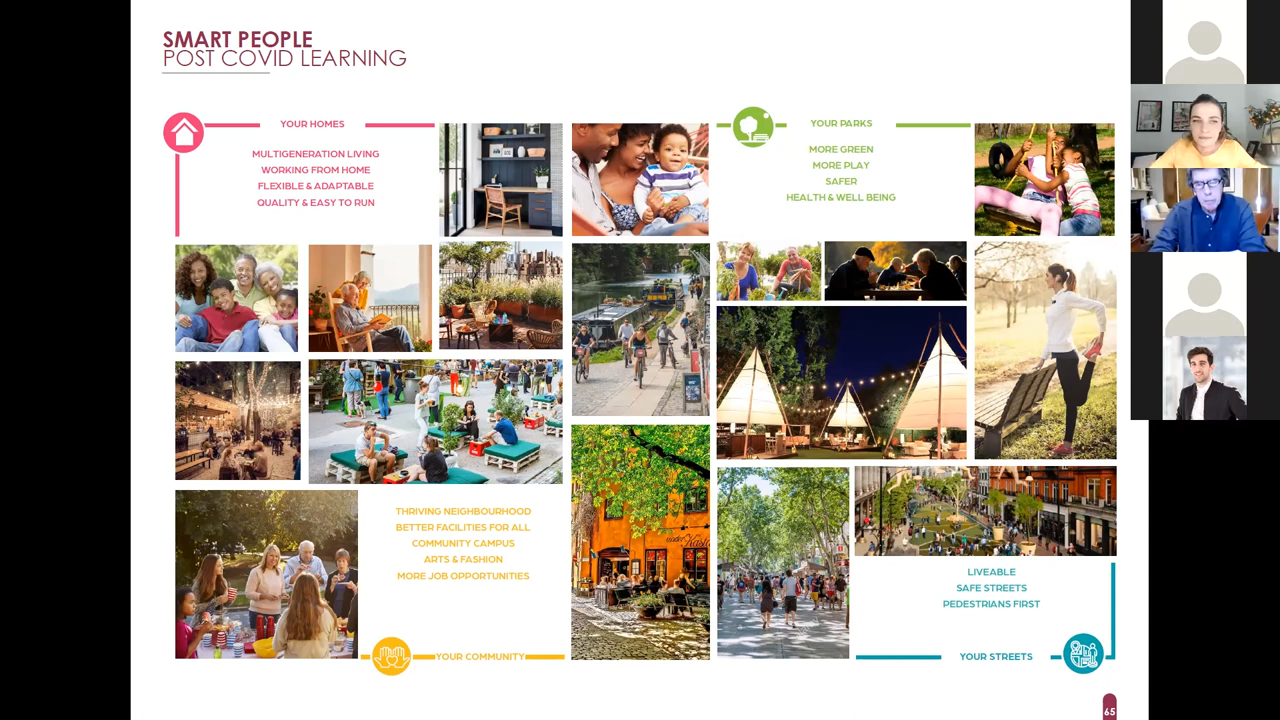 SMART PEOPLE
POST COVID LEARNING
YOUR HOMES
MULTIGENERATION LIVING
WORKING FROM HOME
FLEXIBLE & ADAPTABLE
QUALITY & EASY TO RUN
YOUR PARKS
MORE GREEN
MORE PLAY
SAFER
HEALTH & WELL BEING
THRIVING NEIGHBOURHOOD
BETTER FACILITIES FOR ALL
COMMUNITY CAMPUS
ARTS & FASHION
MORE JOB OPPORTUNITIES
YOUR COMMUNITY
LIVEABLE
SAFE STREETS
PEDESTRIANS FIRST
YOUR STREETS
65